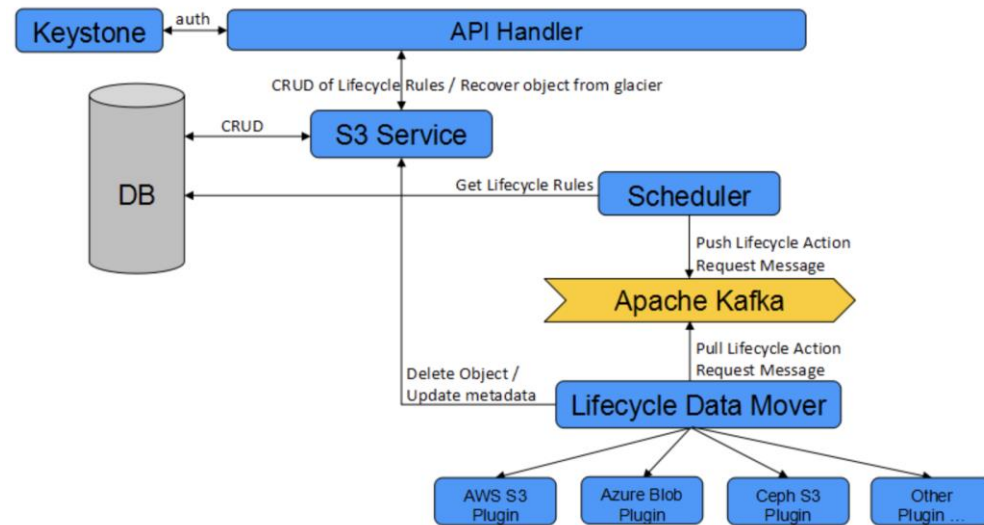 Keystone
auth
API Handler
CRUD of Lifecycle Rules / Recover object from glacier
CRUD
S3 Service
DB
Get Lifecycle Rules
Scheduler
Push Lifecycle Action
Request Message
Apache Kafka
Pull Lifecycle Action
Request Message
Delete Object /
Update metadata
Lifecycle Data Mover
AWS S3
Plugin
Azure Blob
Plugin
Ceph S3
Plugin
Other
Plugin ...